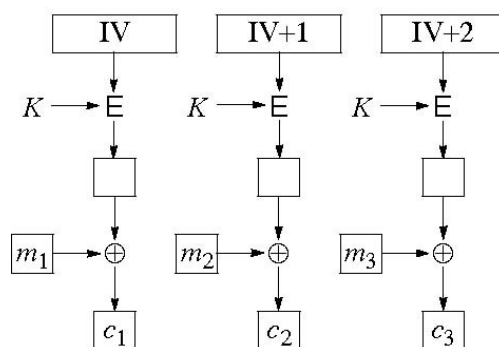 IV IV+1 IV+2
K E K E K E
m₁ ⊕ m₂ ⊕ m₃ ⊕
c₁ c₂ c₃